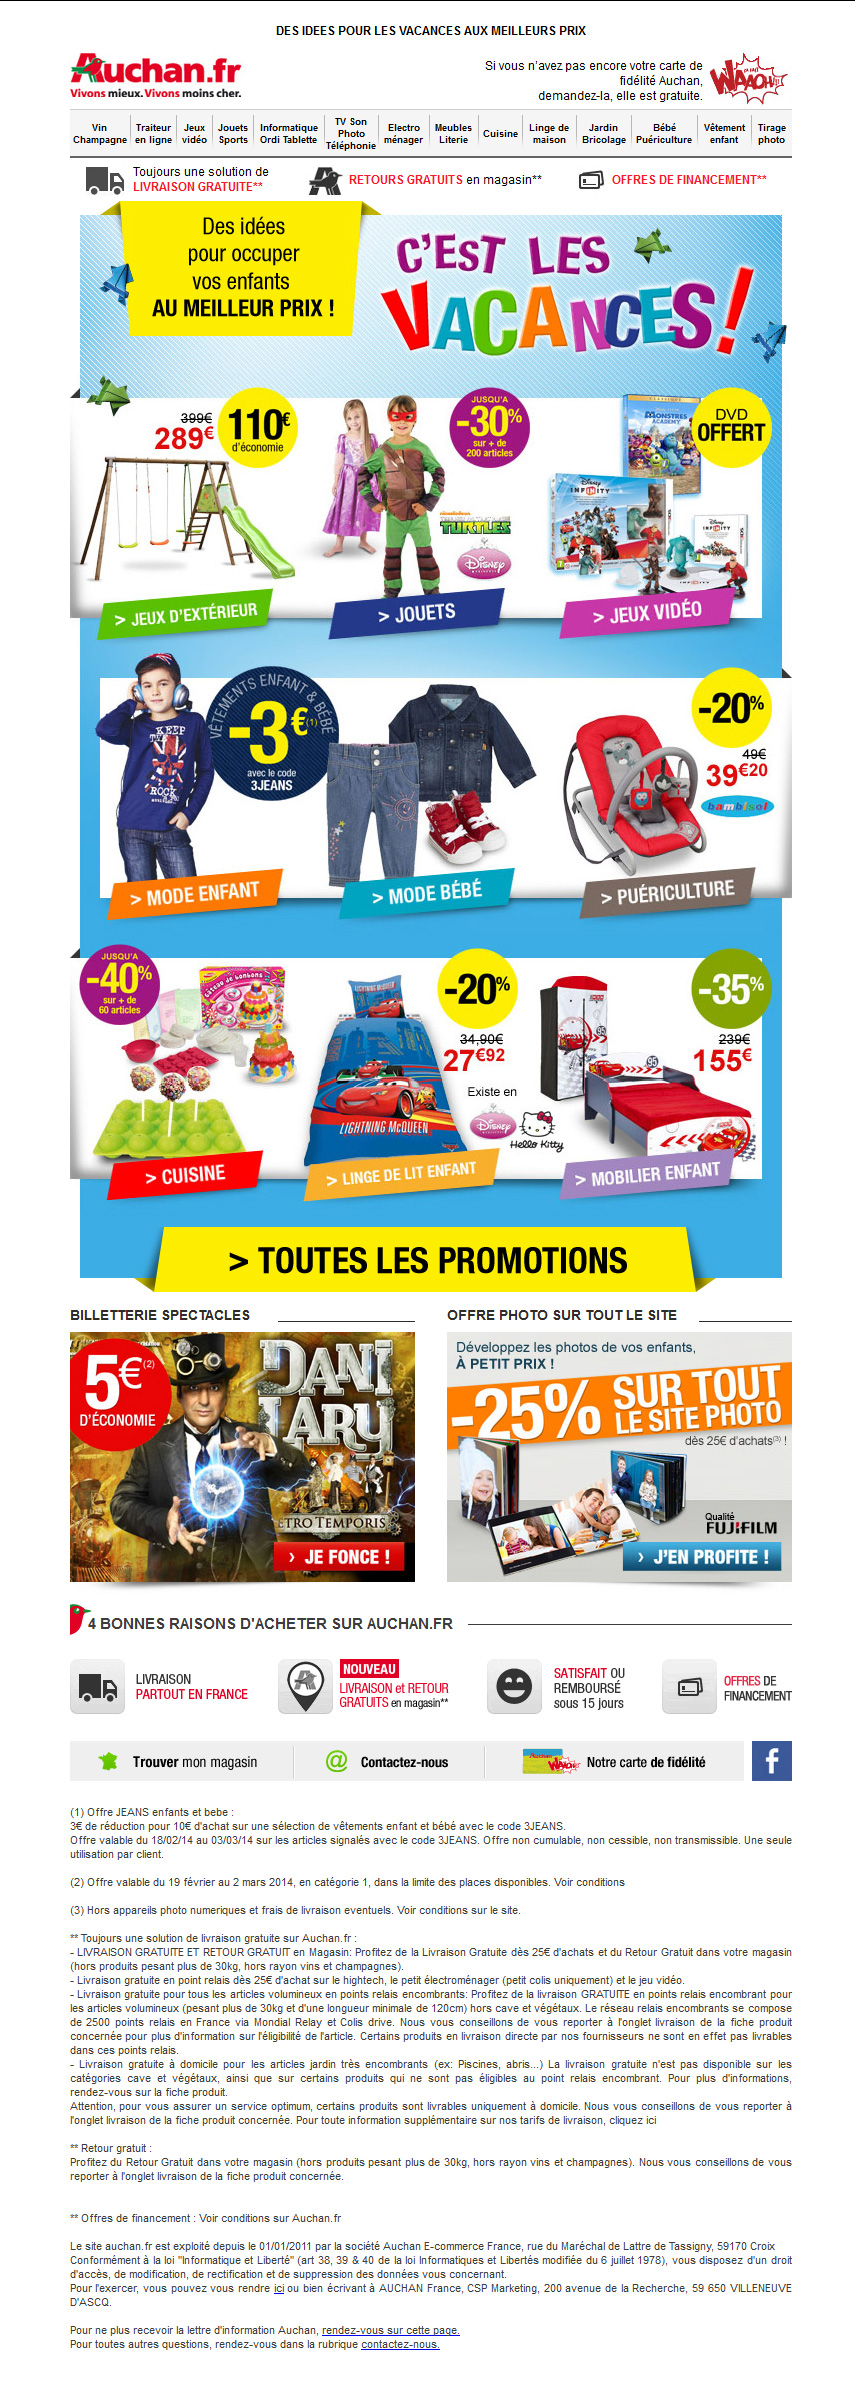 DES IDEES POUR LES VACANCES AUX MEILLEURS PRIX
Auchan.fr
Vivons mieux. Vivons moins cher.
Si vous n'avez pas encore votre carte de
fidélité Auchan,
demandez-la, elle est gratuite.
WAAOH!!
Vin
Champagne
Traiteur
en ligne
Jeux
vidéo
Jouets
Sports
Informatique
Ordi Tablette
TV Son
Photo
Téléphonie
Electro
ménager
Meubles
Literie
Cuisine
Linge de
maison
Jardin
Bricolage
Bébé
Puériculture
Vêtement
enfant
Tirage
photo
Toujours une solution de
LIVRAISON GRATUITE**
RETOURS GRATUITS en magasin**
OFFRES DE FINANCEMENT**
Des idées
pour occuper
vos enfants
AU MEILLEUR PRIX !
C'EST LES
VACANCES!
399€
289€
110€
d'économie
JUSQU'À
-30%
sur + de
200 articles
DVD
OFFERT
MONSTRES
ACADEMY
Disney
INFINITY
nickelodeon
TURTLES
Disney
Disney
INFINITY
INFINITY
> JEUX D'EXTÉRIEUR
> JOUETS
> JEUX VIDÉO
VÊTEMENTS ENFANT & BÉBÉ
-3€(1)
avec le code
3JEANS
KEEP
ROCK
-20%
49€
39€20
bambisol
> MODE ENFANT
> MODE BÉBÉ
> PUÉRICULTURE
JUSQU'A
-40%
sur + de
60 articles
Gâteau de bonbons
LIGHTNING McQUEEN
-20%
34,90€
27€92
Existe en
Disney
Hello Kitty
LIGHTNING McQUEEN
95
95
-35%
239€
155€
> CUISINE
> LINGE DE LIT ENFANT
> MOBILIER ENFANT
> TOUTES LES PROMOTIONS
BILLETTERIE SPECTACLES
OFFRE PHOTO SUR TOUT LE SITE
5€(2)
D'ÉCONOMIE
DANI
LARY
RETRO TEMPORIS
› JE FONCE !
Développez les photos de vos enfants,
À PETIT PRIX !
-25% SUR TOUT
LE SITE PHOTO
dès 25€ d'achats(3) !
Qualité
FUJIFILM
› J'EN PROFITE !
4 BONNES RAISONS D'ACHETER SUR AUCHAN.FR
LIVRAISON
PARTOUT EN FRANCE
NOUVEAU
LIVRAISON et RETOUR
GRATUITS en magasin**
SATISFAIT OU
REMBOURSÉ
sous 15 jours
OFFRES DE
FINANCEMENT
Trouver mon magasin
@ Contactez-nous
Auchan
WAAOH!!
Notre carte de fidélité
f
(1) Offre JEANS enfants et bebe :
3€ de réduction pour 10€ d'achat sur une sélection de vêtements enfant et bébé avec le code 3JEANS.
Offre valable du 18/02/14 au 03/03/14 sur les articles signalés avec le code 3JEANS. Offre non cumulable, non cessible, non transmissible. Une seule
utilisation par client.
(2) Offre valable du 19 février au 2 mars 2014, en catégorie 1, dans la limite des places disponibles. Voir conditions
(3) Hors appareils photo numeriques et frais de livraison eventuels. Voir conditions sur le site.
** Toujours une solution de livraison gratuite sur Auchan.fr :
- LIVRAISON GRATUITE ET RETOUR GRATUIT en Magasin: Profitez de la Livraison Gratuite dès 25€ d'achats et du Retour Gratuit dans votre magasin
(hors produits pesant plus de 30kg, hors rayon vins et champagnes).
- Livraison gratuite en point relais dès 25€ d'achat sur le hightech, le petit électroménager (petit colis uniquement) et le jeu vidéo.
- Livraison gratuite pour tous les articles volumineux en points relais encombrants: Profitez de la livraison GRATUITE en points relais encombrant pour
les articles volumineux (pesant plus de 30kg et d'une longueur minimale de 120cm) hors cave et végétaux. Le réseau relais encombrants se compose
de 2500 points relais en France via Mondial Relay et Colis drive. Nous vous conseillons de vous reporter à l'onglet livraison de la fiche produit
concernée pour plus d'information sur l'éligibilité de l'article. Certains produits en livraison directe par nos fournisseurs ne sont en effet pas livrables
dans ces points relais.
- Livraison gratuite à domicile pour les articles jardin très encombrants (ex: Piscines, abris...) La livraison gratuite n'est pas disponible sur les
catégories cave et végétaux, ainsi que sur certains produits qui ne sont pas éligibles au point relais encombrant. Pour plus d'informations,
rendez-vous sur la fiche produit.
Attention, pour vous assurer un service optimum, certains produits sont livrables uniquement à domicile. Nous vous conseillons de vous reporter à
l'onglet livraison de la fiche produit concernée. Pour toute information supplémentaire sur nos tarifs de livraison, cliquez ici
** Retour gratuit :
Profitez du Retour Gratuit dans votre magasin (hors produits pesant plus de 30kg, hors rayon vins et champagnes). Nous vous conseillons de vous
reporter à l'onglet livraison de la fiche produit concernée.
** Offres de financement : Voir conditions sur Auchan.fr
Le site auchan.fr est exploité depuis le 01/01/2011 par la société Auchan E-commerce France, rue du Maréchal de Lattre de Tassigny, 59170 Croix
Conformément à la loi "Informatique et Liberté" (art 38, 39 & 40 de la loi Informatiques et Libertés modifiée du 6 juillet 1978), vous disposez d'un droit
d'accès, de modification, de rectification et de suppression des données vous concernant.
Pour l'exercer, vous pouvez vous rendre ici ou bien écrivant à AUCHAN France, CSP Marketing, 200 avenue de la Recherche, 59 650 VILLENEUVE
D'ASCQ.
Pour ne plus recevoir la lettre d'information Auchan, rendez-vous sur cette page.
Pour toutes autres questions, rendez-vous dans la rubrique contactez-nous.